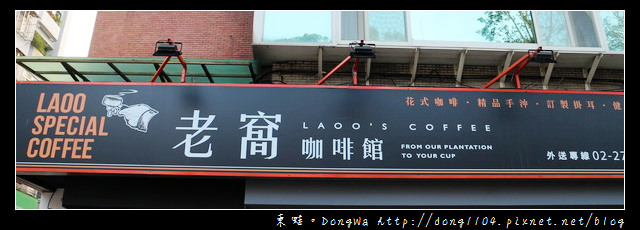 LAOO
SPECIAL
COFFEE
老窩
咖啡館
LAOO'S COFFEE
FROM OUR PLANTATION
TO YOUR CUP
花式咖啡．精品手沖．訂製掛耳．健
外送專線 02-27
東畦。DongWa http://dong1104.pixnet.net/blog